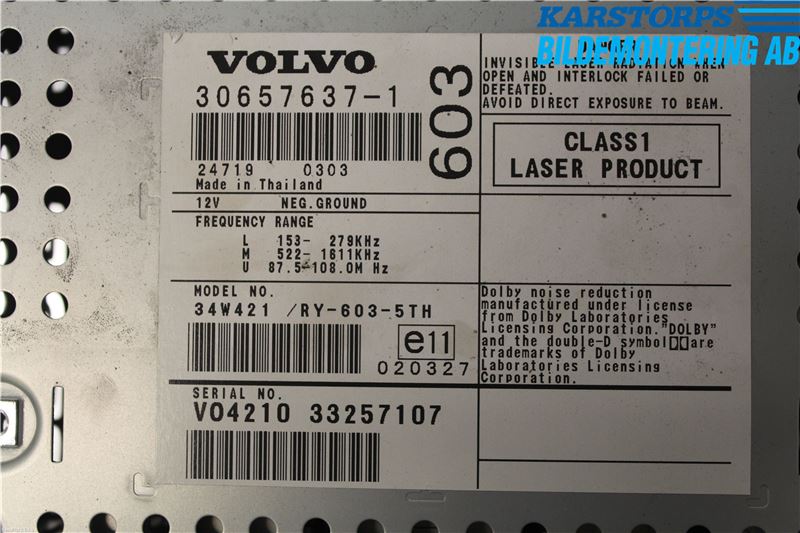 KARSTORPS
BILDEMONTERING AB
VOLVO
30657637-1
603
24719 0303
Made in Thailand
12V NEG.GROUND
FREQUENCY RANGE
L 153- 279KHz
M 522- 1611KHz
U 87.5-108.0M Hz
MODEL NO.
34W421 /RY-603-5TH
e11
020327
SERIAL NO.
VO4210 33257107
INVISIBLE RADIATION WHEN
OPEN AND INTERLOCK FAILED OR
DEFEATED.
AVOID DIRECT EXPOSURE TO BEAM.
CLASS1
LASER PRODUCT
Dolby noise reduction
manufactured under license
from Dolby Laboratories
Licensing Corporation."DOLBY"
and the double-D symbol are
trademarks of Dolby
Laboratories Licensing
Corporation.